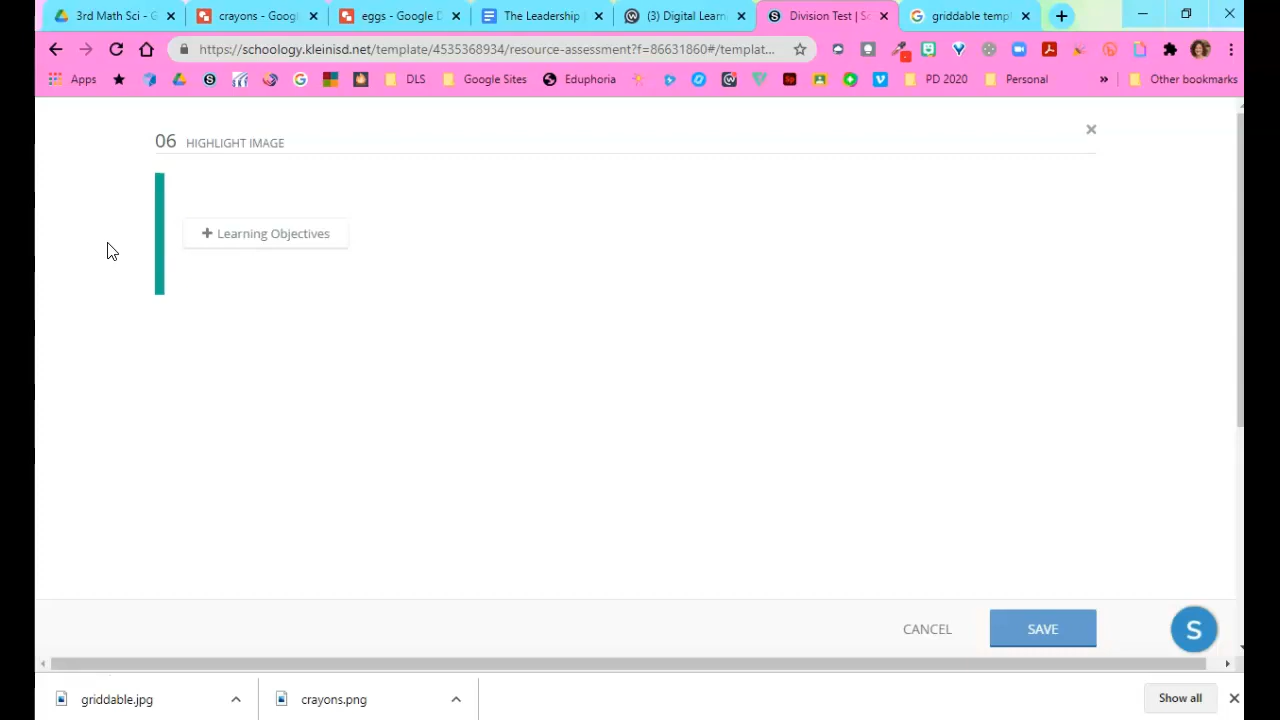 3rd Math Sci - G
crayons - Googl
eggs - Google D
The Leadership
(3) Digital Learn
Division Test | Sc
griddable templ
https://schoology.kleinisd.net/template/4535368934/resource-assessment?f=86631860#/templat...
Apps
DLS
Google Sites
Eduphoria
PD 2020
Personal
»
Other bookmarks
06 HIGHLIGHT IMAGE
+ Learning Objectives
CANCEL
SAVE
S
griddable.jpg
crayons.png
Show all